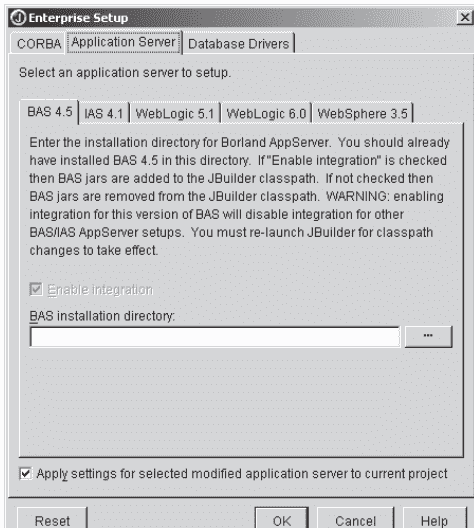 Enterprise Setup
CORBA Application Server Database Drivers
Select an application server to setup.
BAS 4.5 IAS 4.1 WebLogic 5.1 WebLogic 6.0 WebSphere 3.5
Enter the installation directory for Borland AppServer. You should already
have installed BAS 4.5 in this directory. If "Enable integration" is checked
then BAS jars are added to the JBuilder classpath. If not checked then
BAS jars are removed from the JBuilder classpath. WARNING: enabling
integration for this version of BAS will disable integration for other
BAS/IAS AppServer setups. You must re-launch JBuilder for classpath
changes to take effect.
Enable integration
BAS installation directory:
...
Apply settings for selected modified application server to current project
Reset OK Cancel Help